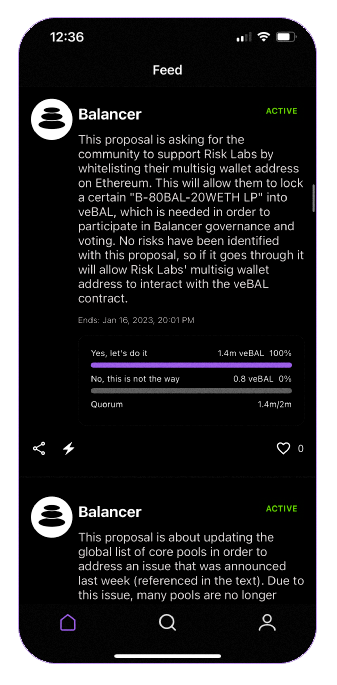 12:36
Feed
Balancer
ACTIVE
This proposal is asking for the
community to support Risk Labs by
whitelisting their multisig wallet address
on Ethereum. This will allow them to lock
a certain "B-80BAL-20WETH LP" into
veBAL, which is needed in order to
participate in Balancer governance and
voting. No risks have been identified
with this proposal, so if it goes through it
will allow Risk Labs' multisig wallet
address to interact with the veBAL
contract.
Ends: Jan 16, 2023, 20:01 PM
Yes, let's do it 1.4m veBAL 100%
No, this is not the way 0.8 veBAL 0%
Quorum 1.4m/2m
0
Balancer
ACTIVE
This proposal is about updating the
global list of core pools in order to
address an issue that was announced
last week (referenced in the text). Due to
this issue, many pools are no longer